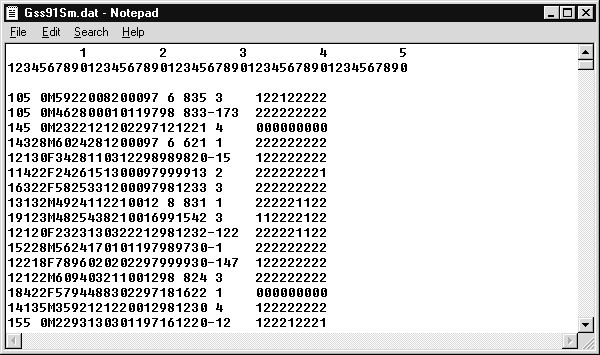 Gss91Sm.dat - Notepad
File Edit Search Help
         1         2         3         4         5
12345678901234567890123456789012345678901234567890
105 0M5922008200097 6 835 3    122122222
105 0M462800010119798 833-173  222222222
145 0M2322121202297121221 4    000000000
14328M6024281200097 6 621 1    222222222
12130F3428110312298989820-15   122222222
11422F2426151300097999913 2    222222221
16322F5825331200097981233 3    222222222
13132M4924112210012 8 831 1    222221122
19123M4825438210016991542 3    112222122
12120F2323130322212981232-122  222221122
15228M5624170101197989730-1    222222222
12218F7896020202297999930-147  122222222
12122M609403211001298 824 3    222222222
18422F5794488302297181622 1    000000000
14135M3592121220012981230 4    122222222
155 0M2293130301197161220-12   122212221